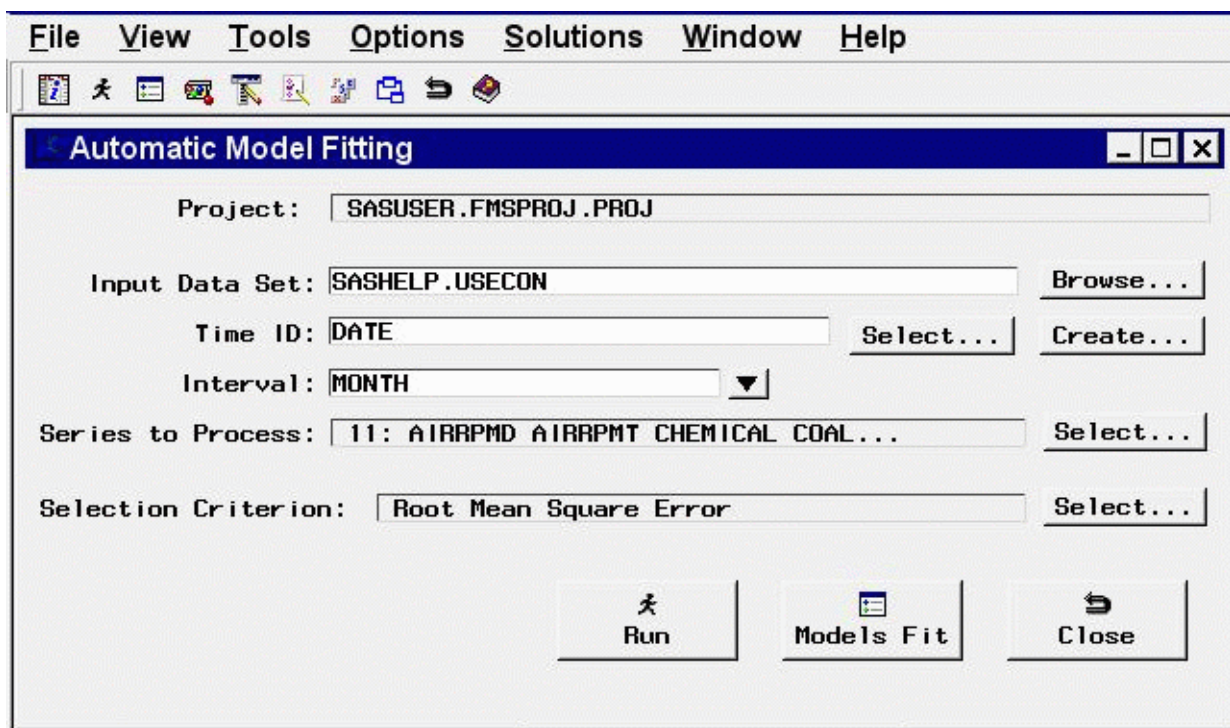 File View Tools Options Solutions Window Help
Automatic Model Fitting
Project: SASUSER.FMSPROJ.PROJ
Input Data Set: SASHELP.USECON Browse...
Time ID: DATE Select... Create...
Interval: MONTH
Series to Process: 11: AIRRPMD AIRRPMT CHEMICAL COAL... Select...
Selection Criterion: Root Mean Square Error Select...
Run Models Fit Close